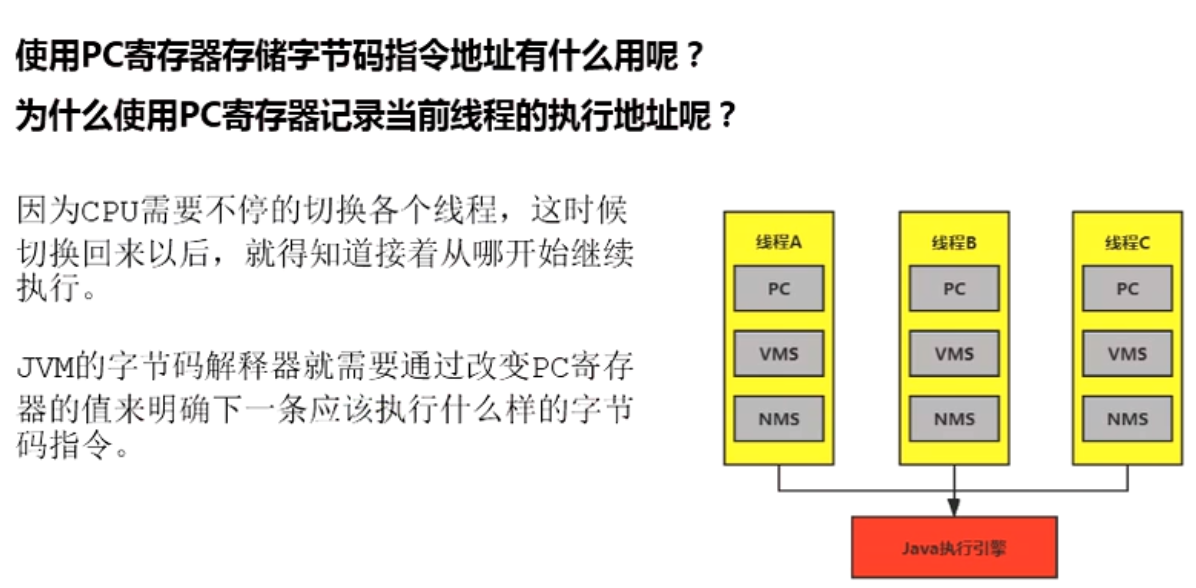 使用PC寄存器存储字节码指令地址有什么用呢？
为什么使用PC寄存器记录当前线程的执行地址呢？
因为CPU需要不停的切换各个线程，这时候
切换回来以后，就得知道接着从哪开始继续
执行。
JVM的字节码解释器就需要通过改变PC寄存
器的值来明确下一条应该执行什么样的字节
码指令。
线程A
PC
VMS
NMS
线程B
PC
VMS
NMS
线程C
PC
VMS
NMS
Java执行引擎